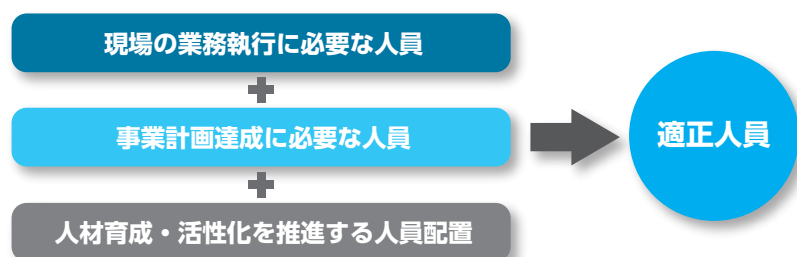 現場の業務執行に必要な人員
+
事業計画達成に必要な人員
+
人材育成・活性化を推進する人員配置
適正人員